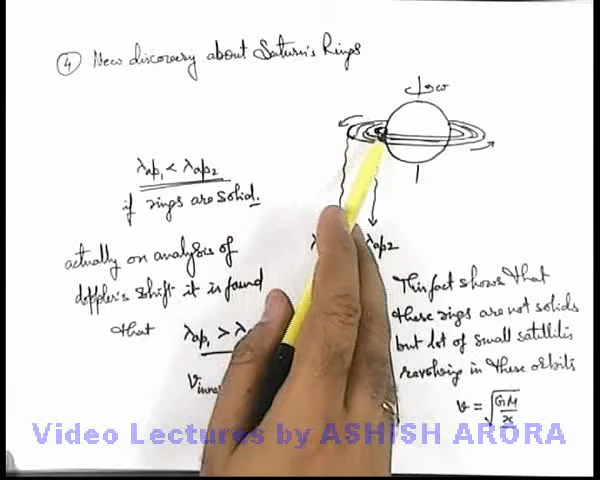 ④ New discovery about Saturn's Rings
ω
λap₁ < λap₂
if rings are solid.
actually on analysis of
doppler's shift it is found
that λap₁ > λ
λ λap2
This fact shows that
these rings are not solids
but lot of small satellites
revolving in these orbits
v = √(GM/x)
Video Lectures by ASHISH ARORA